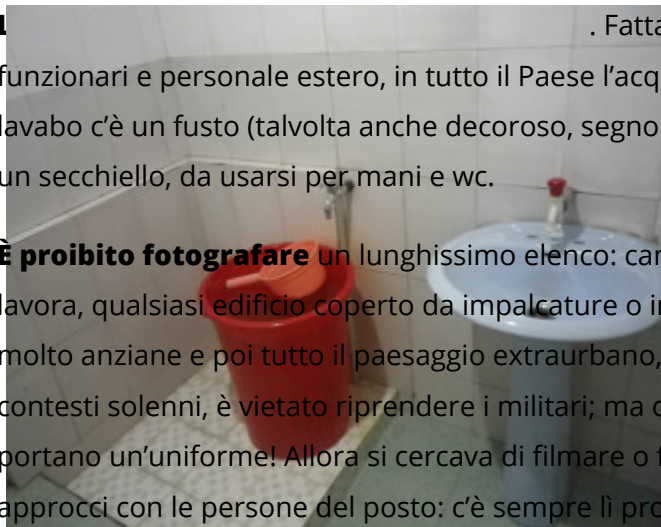 . Fatta
funzionari e personale estero, in tutto il Paese l’acq
lavabo c’è un fusto (talvolta anche decoroso, segno
un secchiello, da usarsi per mani e wc.
È proibito fotografare un lunghissimo elenco: car
lavora, qualsiasi edificio coperto da impalcature o in
molto anziane e poi tutto il paesaggio extraurbano,
contesti solenni, è vietato riprendere i militari; ma
portano un’uniforme! Allora si cercava di filmare o f
approcci con le persone del posto: c’è sempre lì pro